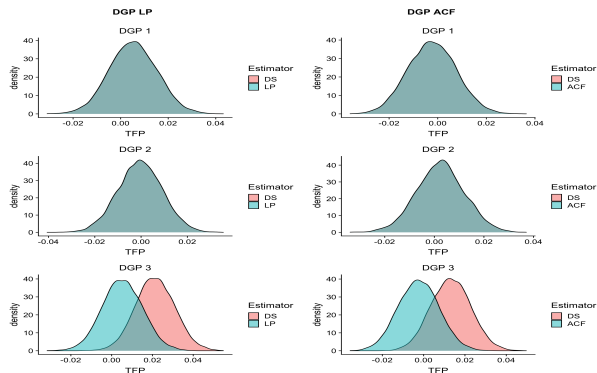 DGP LP
DGP ACF
DGP 1
40
30
20
10
0
density
-0.02 0.00 0.02 0.04
TFP
Estimator
DS
LP
DGP 1
40
30
20
10
0
density
-0.02 0.00 0.02 0.04
TFP
Estimator
DS
ACF
DGP 2
40
30
20
10
0
density
-0.04 -0.02 0.00 0.02
TFP
Estimator
DS
LP
DGP 2
40
30
20
10
0
density
-0.02 0.00 0.02 0.04
TFP
Estimator
DS
ACF
DGP 3
40
30
20
10
0
density
-0.02 0.00 0.02 0.04
TFP
Estimator
DS
LP
DGP 3
40
30
20
10
0
density
-0.02 0.00 0.02 0.04
TFP
Estimator
DS
ACF